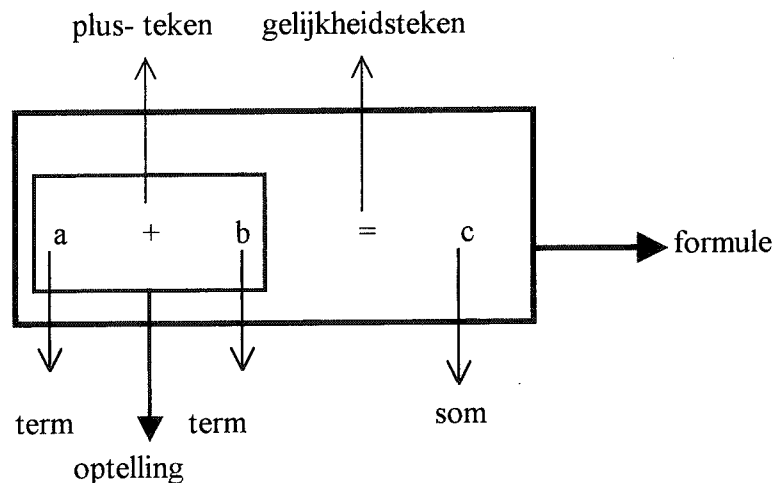 plus- teken gelijkheidsteken
a + b = c
formule
term term som
optelling